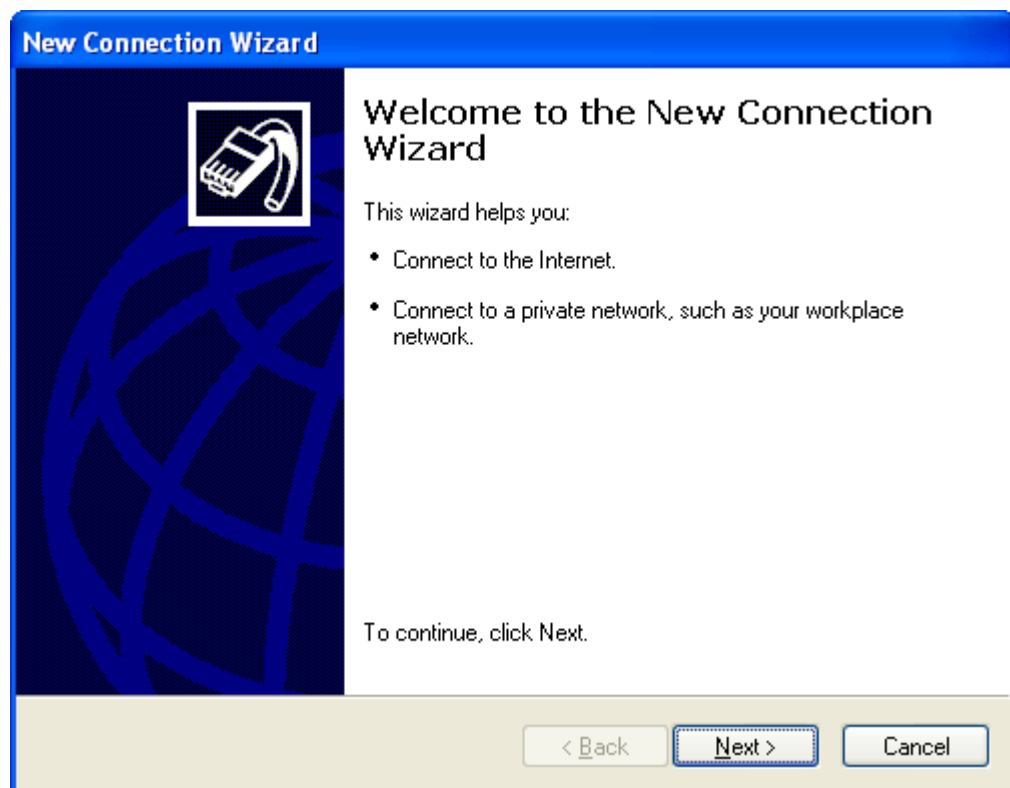 New Connection Wizard
Welcome to the New Connection
Wizard
This wizard helps you:
• Connect to the Internet.
• Connect to a private network, such as your workplace
network.
To continue, click Next.
< Back
Next >
Cancel